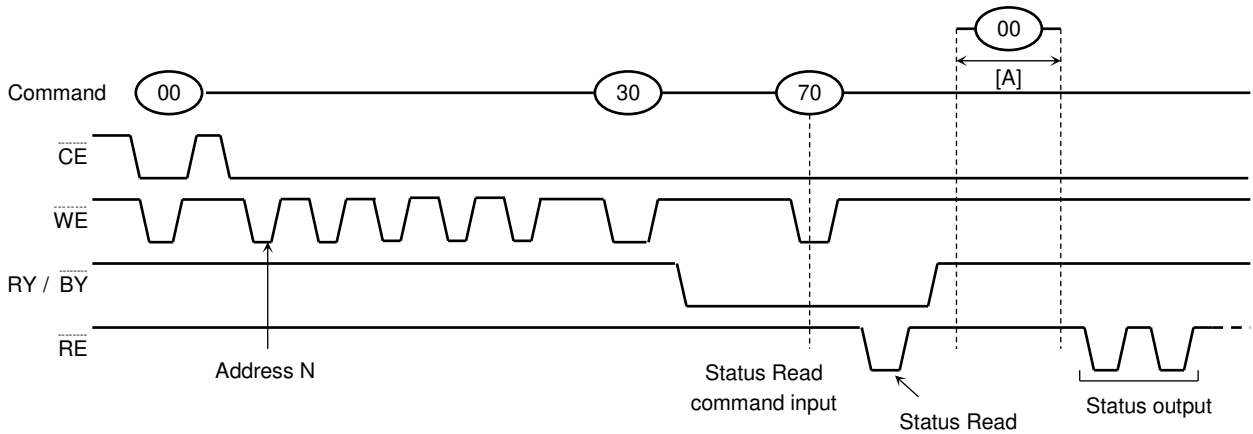 00
[A]
Command 00 30 70
CE
WE
RY / BY
RE
Address N
Status Read
command input
Status Read
Status output